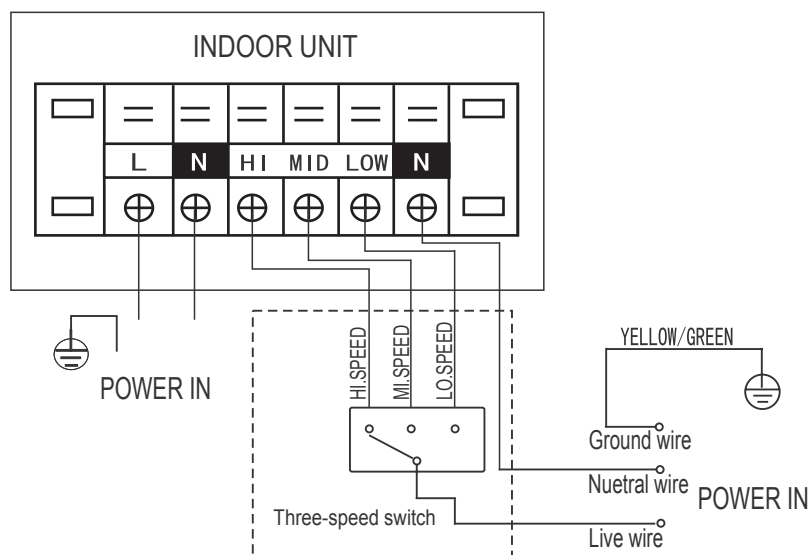 INDOOR UNIT
L N HI MID LOW N
HI.SPEED
MI.SPEED
LO.SPEED
YELLOW/GREEN
POWER IN
Ground wire
Nuetral wire
POWER IN
Three-speed switch
Live wire